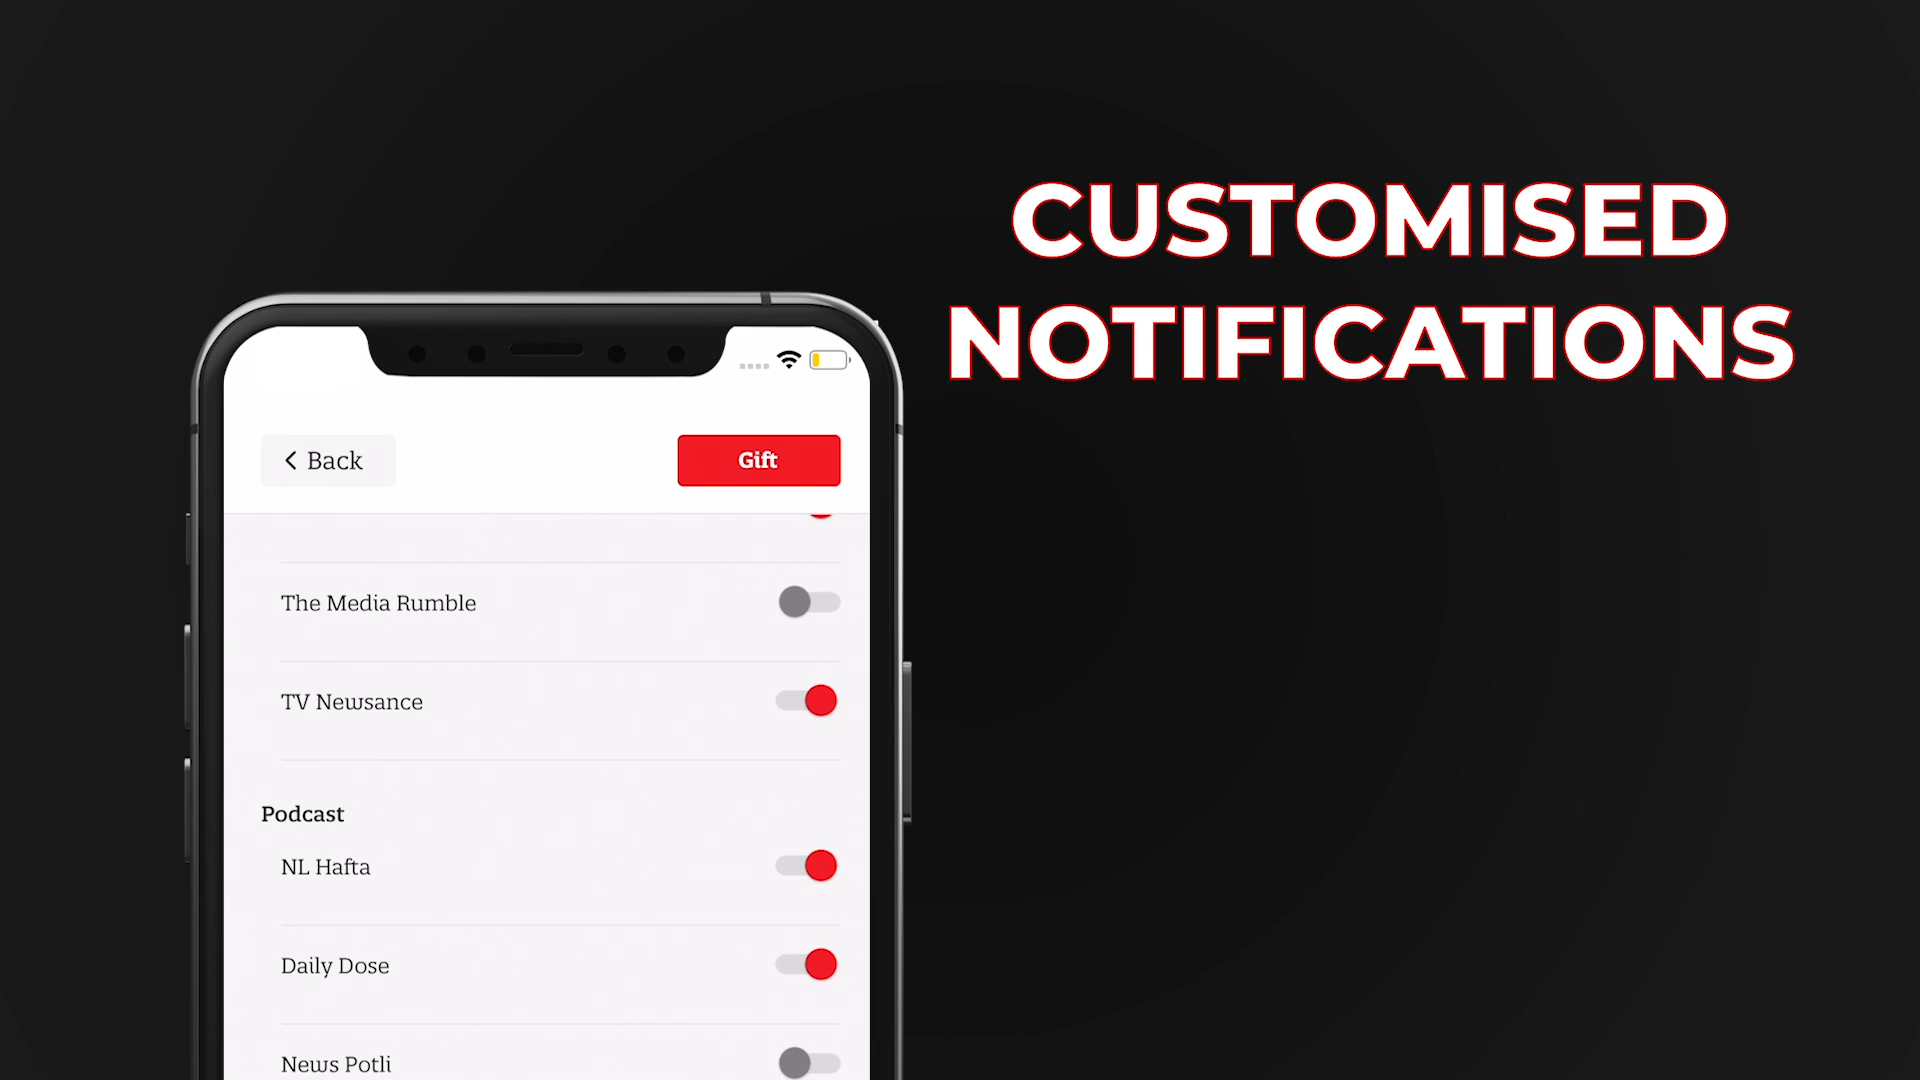 CUSTOMISED
NOTIFICATIONS
Back
Gift
The Media Rumble
TV Newsance
Podcast
NL Hafta
Daily Dose
News Potli